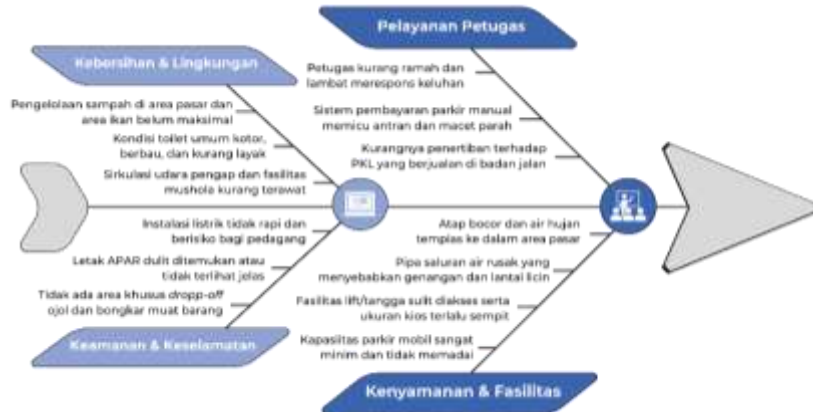 Kebersihan & Lingkungan
Pengelolaan sampah di area pasar dan
area ikan belum maksimal
Kondisi toilet umum kotor,
berbau, dan kurang layak
Sirkulasi udara pengap dan fasilitas
mushola kurang terawat
Pelayanan Petugas
Petugas kurang ramah dan
lambat merespons keluhan
Sistem pembayaran parkir manual
memicu antran dan macet parah
Kurangnya penertiban terhadap
PKL yang berjualan di badan jalan
Instalasi listrik tidak rapi dan
berisiko bagi pedagang
Letak APAR dulit ditemukan atau
tidak terlihat jelas
Tidak ada area khusus dropp-off
ojol dan bongkar muat barang
Keamanan & Keselamatan
Atap bocor dan air hujan
tempias ke dalam area pasar
Pipa saluran air rusak yang
menyebabkan genangan dan lantai licin
Fasilitas lift/tangga sulit diakses serta
ukuran kios terlalu sempit
Kapasiitas parkir mobil sangat
minim dan tidak memadai
Kenyamanan & Fasilitas